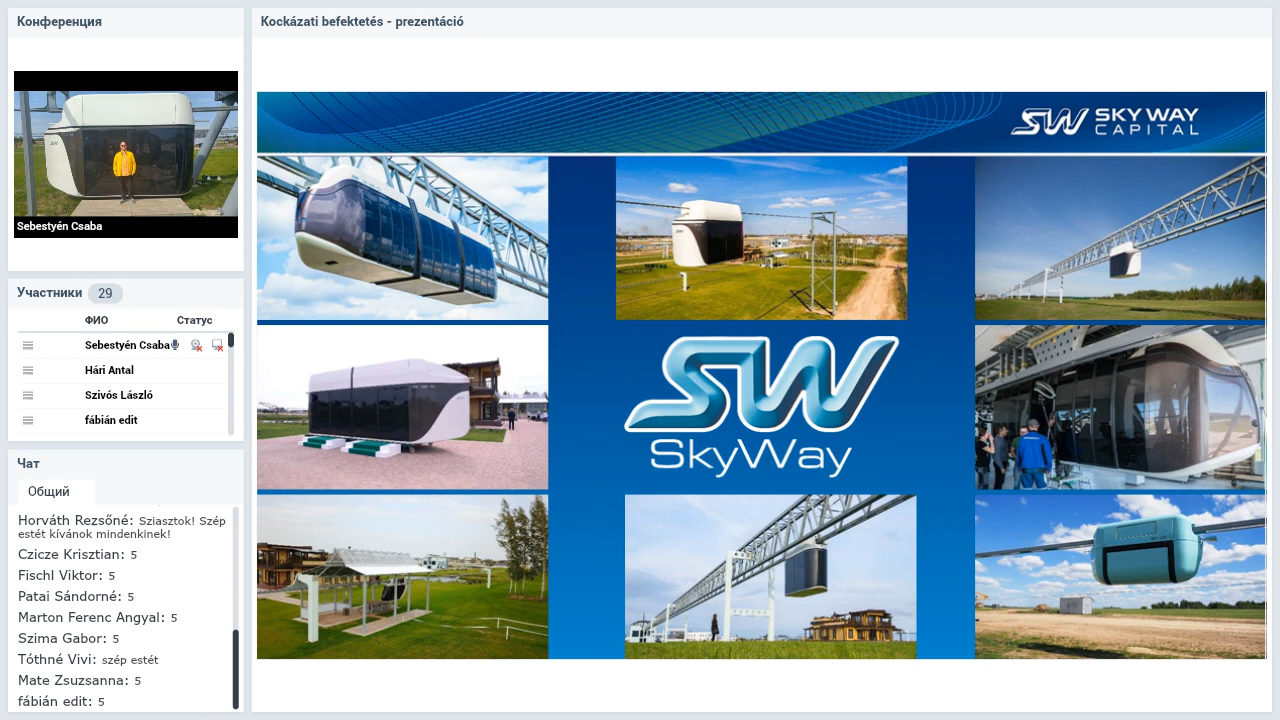 Конференция
Sebestyén Csaba
Участники 29
ФИО Статус
Sebestyén Csaba
Hári Antal
Szivós László
fábián edit
Чат
Общий
Horváth Rezsőné: Sziasztok! Szép
estét kívánok mindenkinek!
Czicze Krisztian: 5
Fischl Viktor: 5
Patai Sándorné: 5
Marton Ferenc Angyal: 5
Szima Gabor: 5
Tóthné Vivi: szép estét
Mate Zsuzsanna: 5
fábián edit: 5
Kockázati befektetés - prezentáció
SW SKY WAY
CAPITAL
SW
SkyWay